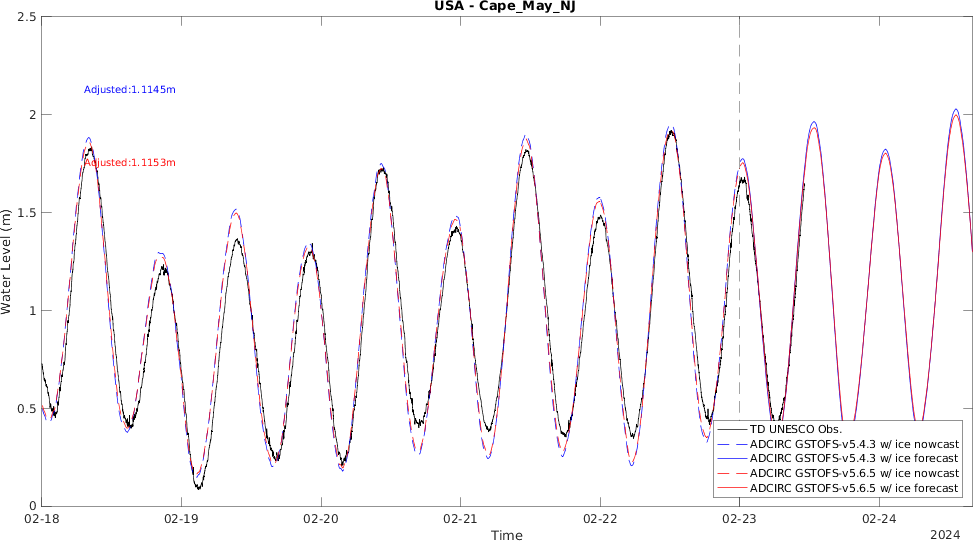 USA - Cape_May_NJ
2.5
Adjusted:1.1145m
2
Adjusted:1.1153m
1.5
Water Level (m)
1
0.5
TD UNESCO Obs.
ADCIRC GSTOFS-v5.4.3 w/ ice nowcast
ADCIRC GSTOFS-v5.4.3 w/ ice forecast
ADCIRC GSTOFS-v5.6.5 w/ ice nowcast
ADCIRC GSTOFS-v5.6.5 w/ ice forecast
0
02-18 02-19 02-20 02-21 02-22 02-23 02-24
Time
2024